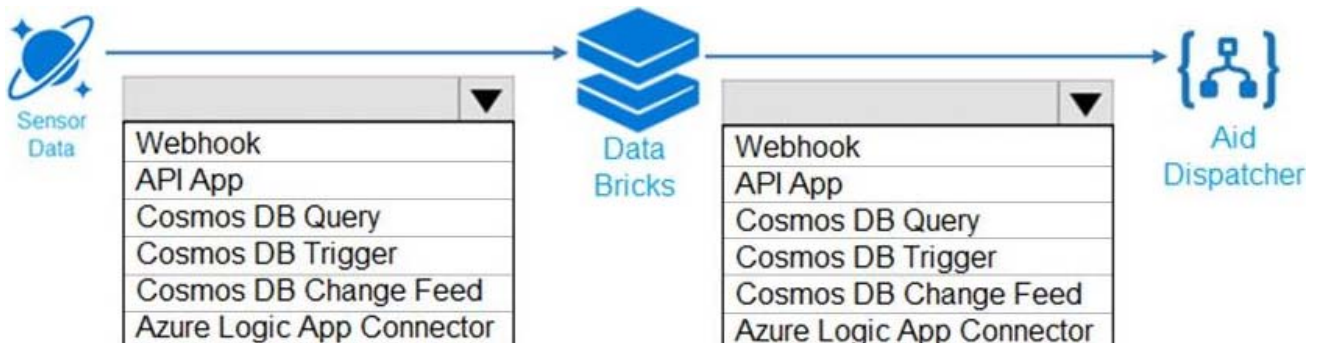 Sensor
Data
▼
Webhook
API App
Cosmos DB Query
Cosmos DB Trigger
Cosmos DB Change Feed
Azure Logic App Connector
Data
Bricks
▼
Webhook
API App
Cosmos DB Query
Cosmos DB Trigger
Cosmos DB Change Feed
Azure Logic App Connector
Aid
Dispatcher